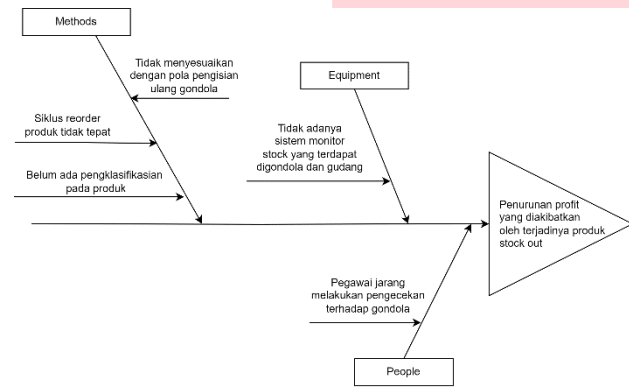 Methods
Tidak menyesuaikan
dengan pola pengisian
ulang gondola
Siklus reorder
produk tidak tepat
Belum ada pengklasifikasian
pada produk
Equipment
Tidak adanya
sistem monitor
stock yang terdapat
digondola dan gudang
Penurunan profit
yang diakibatkan
oleh terjadinya produk
stock out
Pegawai jarang
melakukan pengecekan
terhadap gondola
People